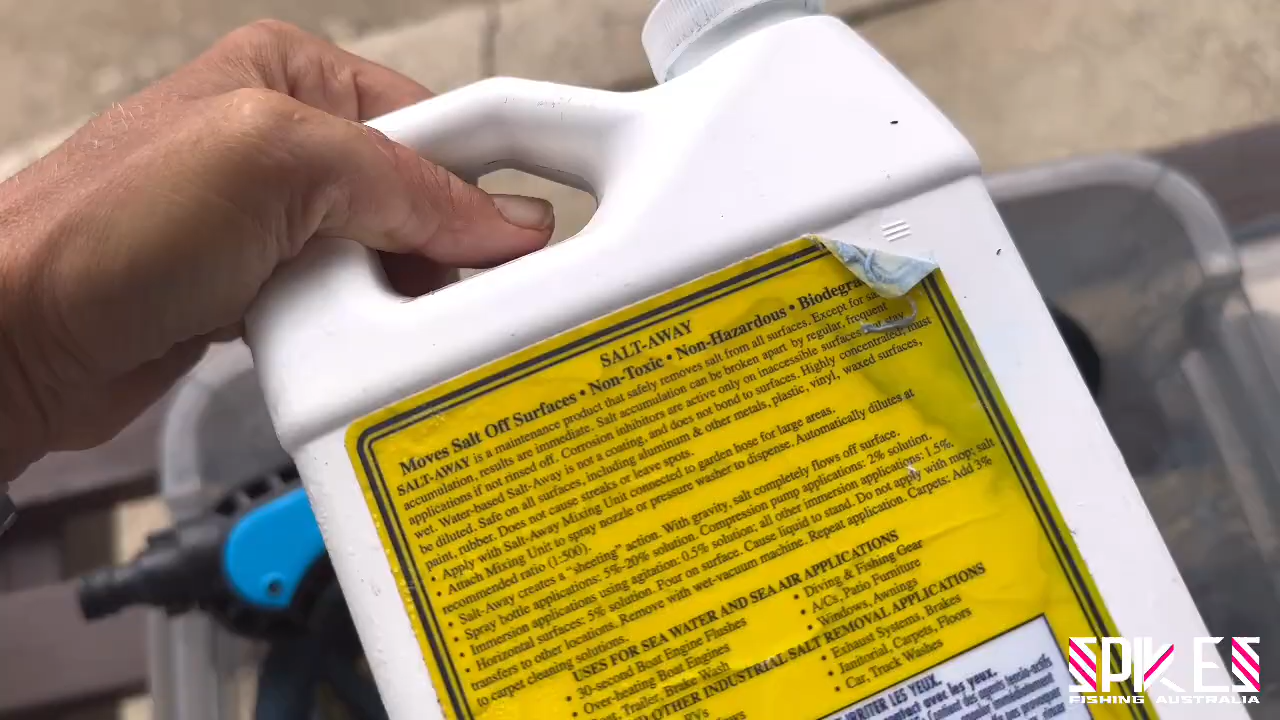 SALT-AWAY
Moves Salt Off Surfaces • Non-Toxic • Non-Hazardous •
SALT-AWAY is a maintenance product that safely removes salt from all surfaces. Except for
accumulation, results are immediate. Salt accumulation can be broken apart by regular, frequent
applications if not rinsed off. Corrosion inhibitors are active only on inaccessible surfaces stay
wet. Water-based Salt-Away is not a coating, and does not bond to surfaces. Highly concentrated; must
be diluted. Safe on all surfaces, including aluminum & other metals, plastic, vinyl, waxed surfaces,
paint, rubber. Does not cause streaks or leave spots.
• Apply with Salt-Away Mixing Unit connected to garden hose for large areas.
• Attach Mixing Unit to spray nozzle or pressure washer to dispense. Automatically dilutes at
recommended ratio (1:500).
• Salt-Away creates a "sheeting" action. With gravity, salt completely flows off surface.
• Spray bottle applications: 5%-20% solution. Compression pump applications: 2% solution.
• Immersion applications using agitation: 0.5% solution; all other immersion applications: 1.5%.
• Horizontal surfaces: 5% solution. Pour on surface. Cause liquid to stand. Do not apply with mop; salt
transfers to other locations. Remove with wet-vacuum machine. Repeat application. Carpets: Add 3%
to carpet cleaning solutions.
USES FOR SEA WATER AND SEA AIR APPLICATIONS
• 30-second Boat Engine Flushes
• Over-heating Boat Engines
Boat, Trailer, Brake Wash
• Diving & Fishing Gear
• A/Cs, Patio Furniture
• Windows, Awnings
OTHER INDUSTRIAL SALT REMOVAL APPLICATIONS
• Exhaust Systems, Brakes
• Janitorial, Carpets, Floors
• Car, Truck Washes
IRRITER LES YEUX.
avec les yeux.
SPIKES
FISHING AUSTRALIA